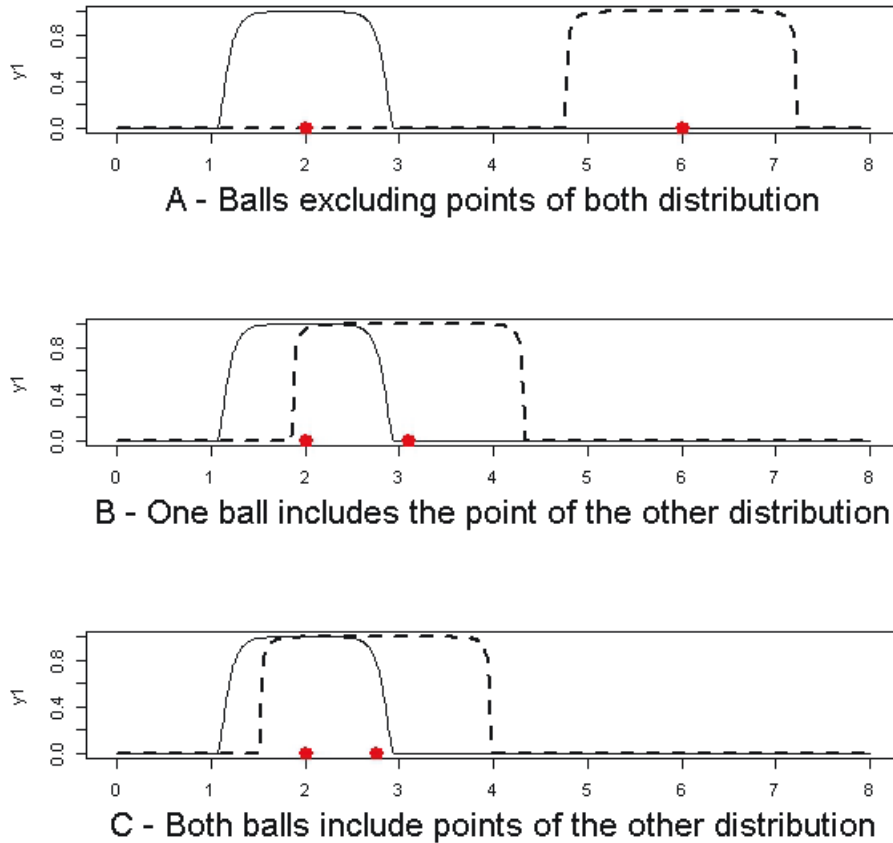 y1
0.0 0.4 0.8
0 1 2 3 4 5 6 7 8
A - Balls excluding points of both distribution
y1
0.0 0.4 0.8
0 1 2 3 4 5 6 7 8
B - One ball includes the point of the other distribution
y1
0.0 0.4 0.8
0 1 2 3 4 5 6 7 8
C - Both balls include points of the other distribution